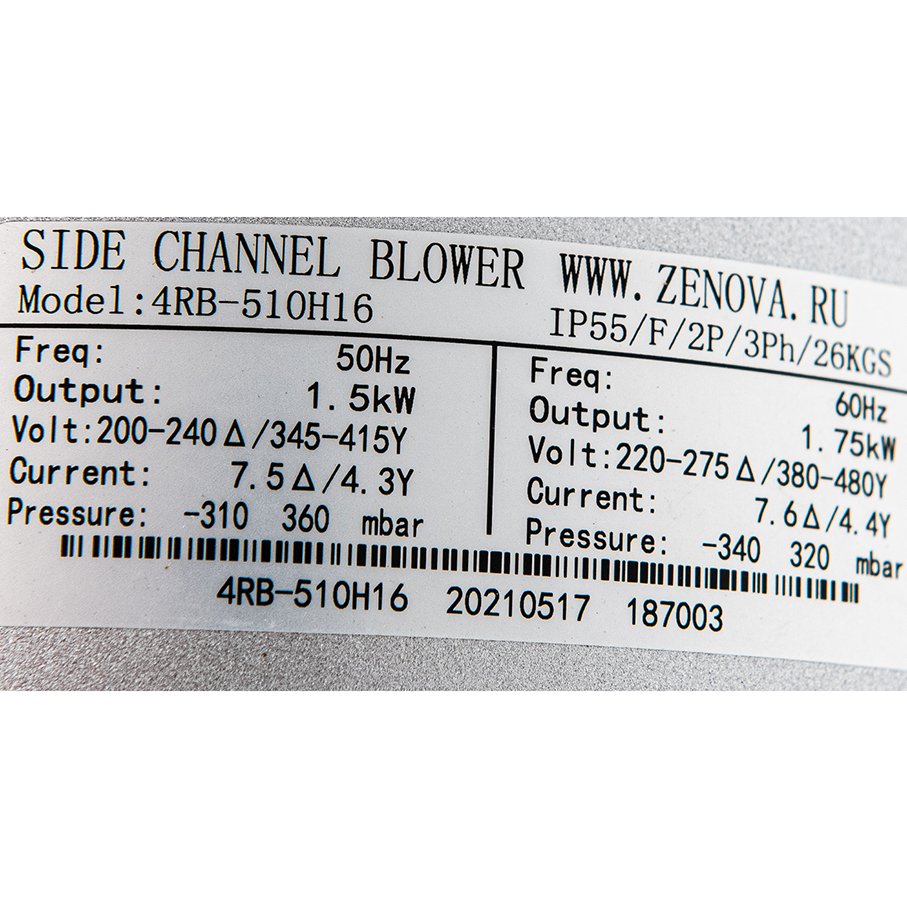 SIDE CHANNEL BLOWER WWW.ZENOVA.RU
Model:4RB-510H16 IP55/F/2P/3Ph/26KGS
Freq: 50Hz
Output: 1.5kW
Volt:200-240Δ/345-415Y
Current: 7.5Δ/4.3Y
Pressure: -310 360 mbar
Freq: 60Hz
Output: 1.75kW
Volt:220-275Δ/380-480Y
Current: 7.6Δ/4.4Y
Pressure: -340 320 mbar
4RB-510H16 20210517 187003